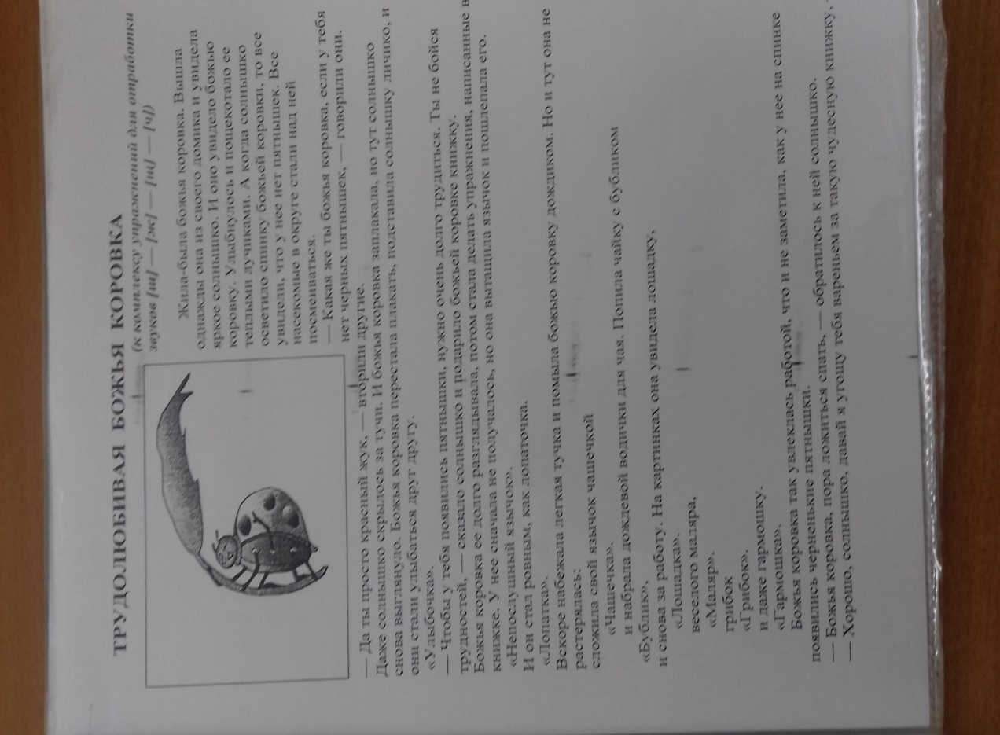 ТРУДОЛЮБИВАЯ БОЖЬЯ КОРОВКА
(к комплексу упражнений для отработки
звуков [ш] — [ж] — [щ] — [ч])
Жила-была божья коровка. Вышла
однажды она из своего домика и увидела
яркое солнышко. И оно увидело божью
коровку. Улыбнулось и пощекотало ее
теплыми лучиками. А когда солнышко
осветило спинку божьей коровки, то все
увидели, что у нее нет пятнышек. Все
насекомые в округе стали над ней
посмеиваться.
— Какая же ты божья коровка, если у тебя
нет черных пятнышек, — говорили они.
— Да ты просто красный жук, — вторили другие.
Даже солнышко скрылось за тучи. И божья коровка заплакала, но тут солнышко
снова выглянуло. Божья коровка перестала плакать, подставила солнышку личико, и
они стали улыбаться друг другу.
«Улыбочка».
— Чтобы у тебя появились пятнышки, нужно очень долго трудиться. Ты не бойся
трудностей, — сказало солнышко и подарило божьей коровке книжку.
Божья коровка ее долго разглядывала, потом стала делать упражнения, написанные в
книжке. У нее сначала не получалось, но она вытащила язычок и пошлепала его.
«Непослушный язычок».
И он стал ровным, как лопаточка.
«Лопатка».
Вскоре набежала легкая тучка и помыла божью коровку дождиком. Но и тут она не
растерялась:
сложила свой язычок чашечкой
«Чашечка».
и набрала дождевой водички для чая. Попила чайку с бубликом
«Бублик»,
и снова за работу. На картинках она увидела лошадку,
«Лошадка».
веселого маляра,
«Маляр».
грибок
«Грибок».
и даже гармошку.
«Гармошка».
Божья коровка так увлеклась работой, что и не заметила, как у нее на спинке
появились черненькие пятнышки.
— Божья коровка, пора ложиться спать, — обратилось к ней солнышко.
— Хорошо, солнышко, давай я угощу тебя вареньем за такую чудесную книжку, -